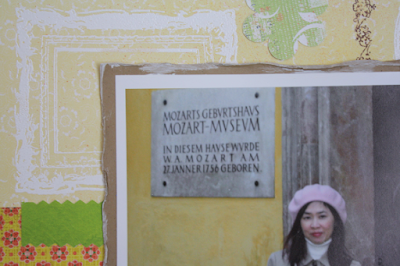 MOZARTS GEBVRTSHAVS
MOZART-MVSEVM
IN DIESEM HAVSE WVRDE
W.A. MOZART AM
27. JÄNNER 1756 GEBOREN.